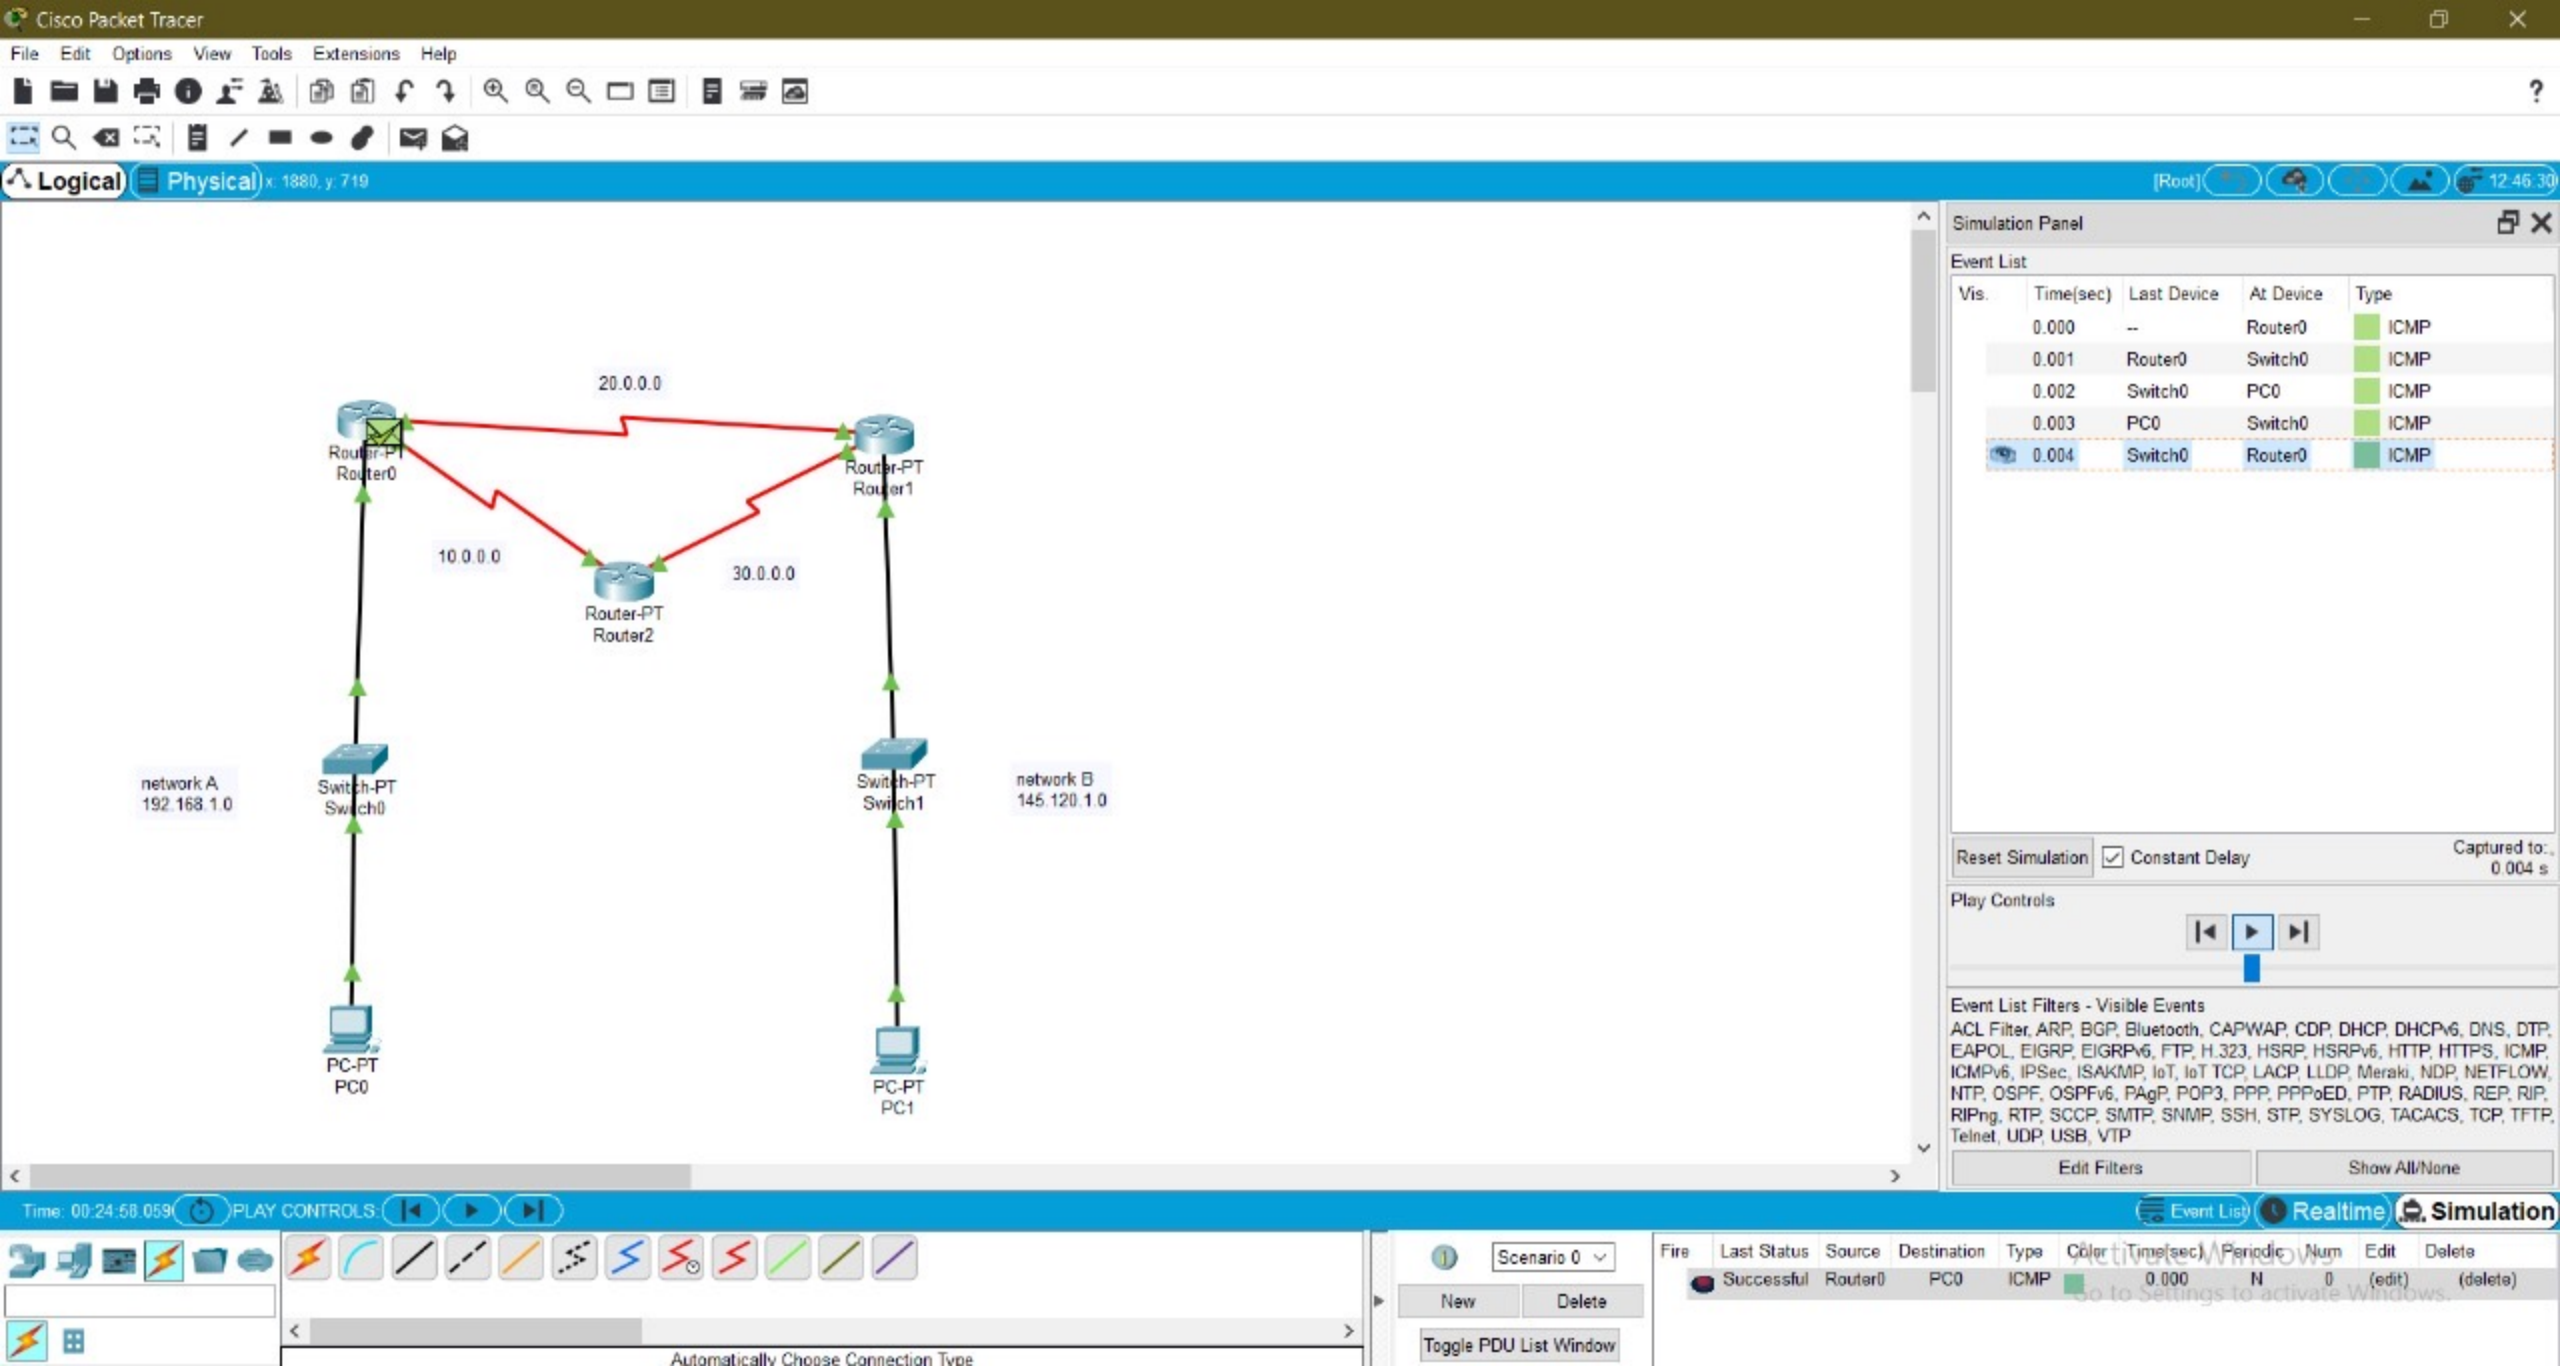 Cisco Packet Tracer
File Edit Options View Tools Extensions Help
?
Logical Physical x: 1880, y: 719 [Root] 12:46:30
Simulation Panel
Event List
Vis. Time(sec) Last Device At Device Type
0.000 -- Router0 ICMP
0.001 Router0 Switch0 ICMP
0.002 Switch0 PC0 ICMP
0.003 PC0 Switch0 ICMP
0.004 Switch0 Router0 ICMP
20.0.0.0
Router-PT
Router0
Router-PT
Router1
10.0.0.0
30.0.0.0
Router-PT
Router2
network A
192.168.1.0
Switch-PT
Switch0
Switch-PT
Switch1
network B
145.120.1.0
PC-PT
PC0
PC-PT
PC1
Reset Simulation Constant Delay Captured to:
0.004 s
Play Controls
Event List Filters - Visible Events
ACL Filter, ARP, BGP, Bluetooth, CAPWAP, CDP, DHCP, DHCPv6, DNS, DTP,
EAPOL, EIGRP, EIGRPv6, FTP, H.323, HSRP, HSRPv6, HTTP, HTTPS, ICMP,
ICMPv6, IPSec, ISAKMP, IoT, IoT TCP, LACP, LLDP, Meraki, NDP, NETFLOW,
NTP, OSPF, OSPFv6, PAgP, POP3, PPP, PPPoED, PTP, RADIUS, REP, RIP,
RIPng, RTP, SCCP, SMTP, SNMP, SSH, STP, SYSLOG, TACACS, TCP, TFTP,
Telnet, UDP, USB, VTP
Edit Filters Show All/None
Time: 00:24:58.059 PLAY CONTROLS: Event List Realtime Simulation
Scenario 0
New Delete
Toggle PDU List Window
Fire Last Status Source Destination Type Color Time(sec) Periodic Num Edit Delete
Successful Router0 PC0 ICMP 0.000 N 0 (edit) (delete)
Activate Windows
Go to Settings to activate Windows.
Automatically Choose Connection Type